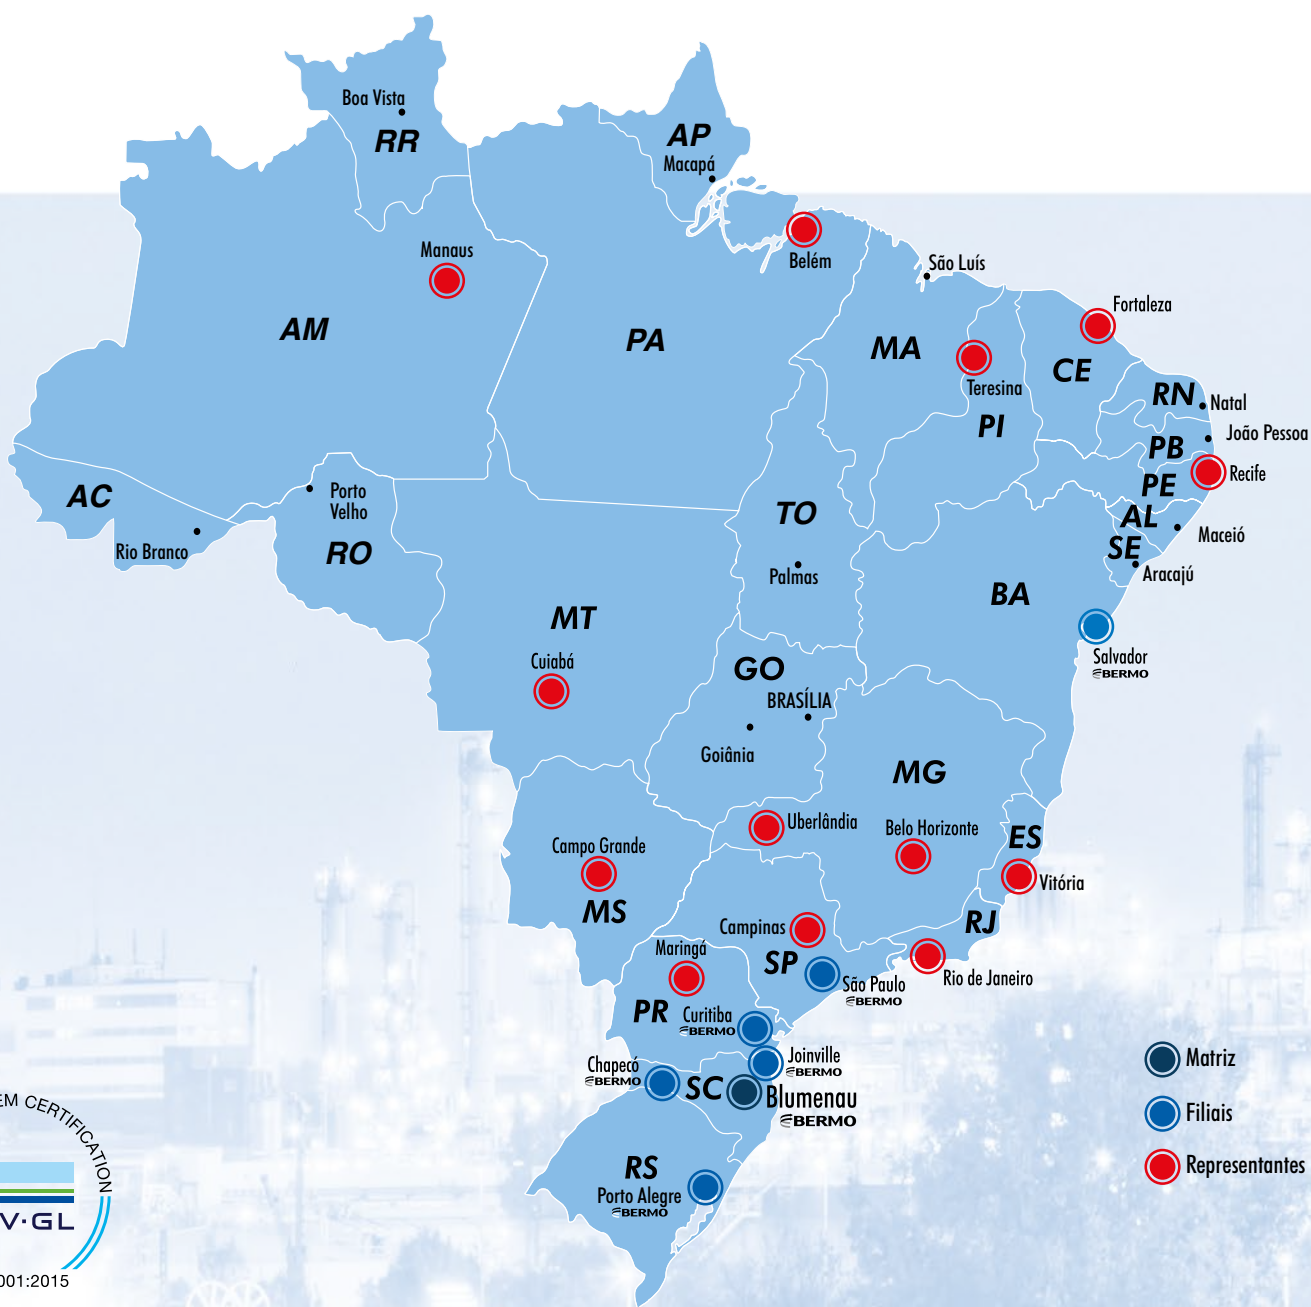 Boa Vista
RR
AP
Macapá
Manaus
Belém
São Luís
Fortaleza
AM
PA
MA
CE
Teresina
PI
RN
Natal
João Pessoa
PB
Recife
PE
AC
Porto
Velho
Rio Branco
RO
TO
Palmas
AL
Maceió
SE
Aracajú
BA
MT
Cuiabá
Salvador
BERMO
GO
BRASÍLIA
Goiânia
MG
Uberlândia
Belo Horizonte
ES
Vitória
Campo Grande
MS
RJ
Campinas
Maringá
SP
São Paulo
BERMO
Rio de Janeiro
PR
Curitiba
BERMO
Chapecó
BERMO
Joinville
BERMO
SC
Blumenau
BERMO
RS
Porto Alegre
BERMO
Matriz
Filiais
Representantes
EM CERTIFICATION
V·GL
001:2015